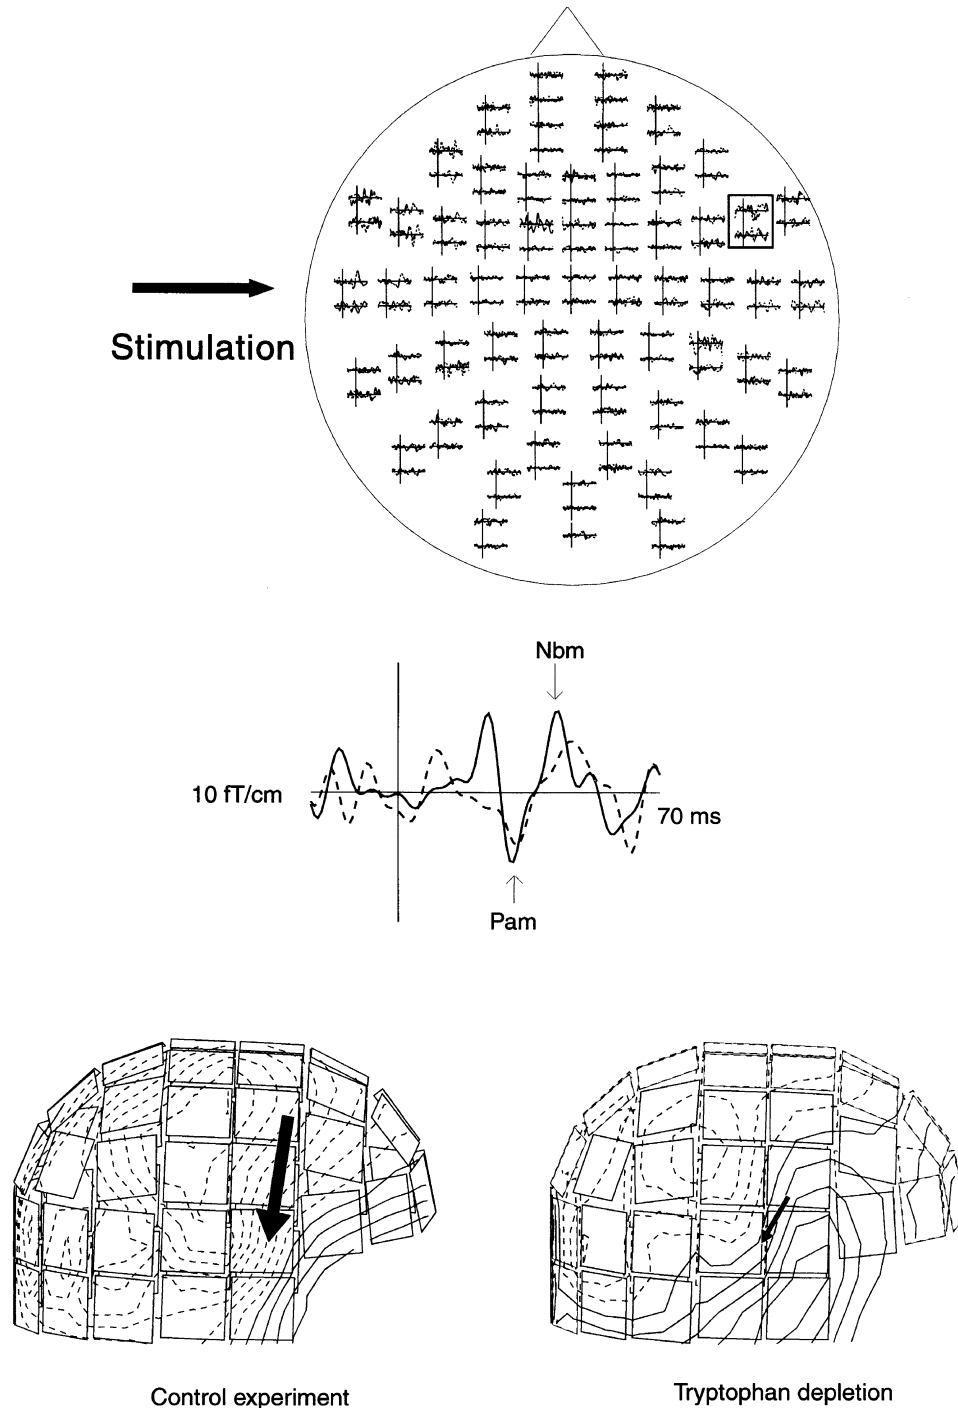 Stimulation
Nbm
10 fT/cm
70 ms
Pam
Control experiment
Tryptophan depletion